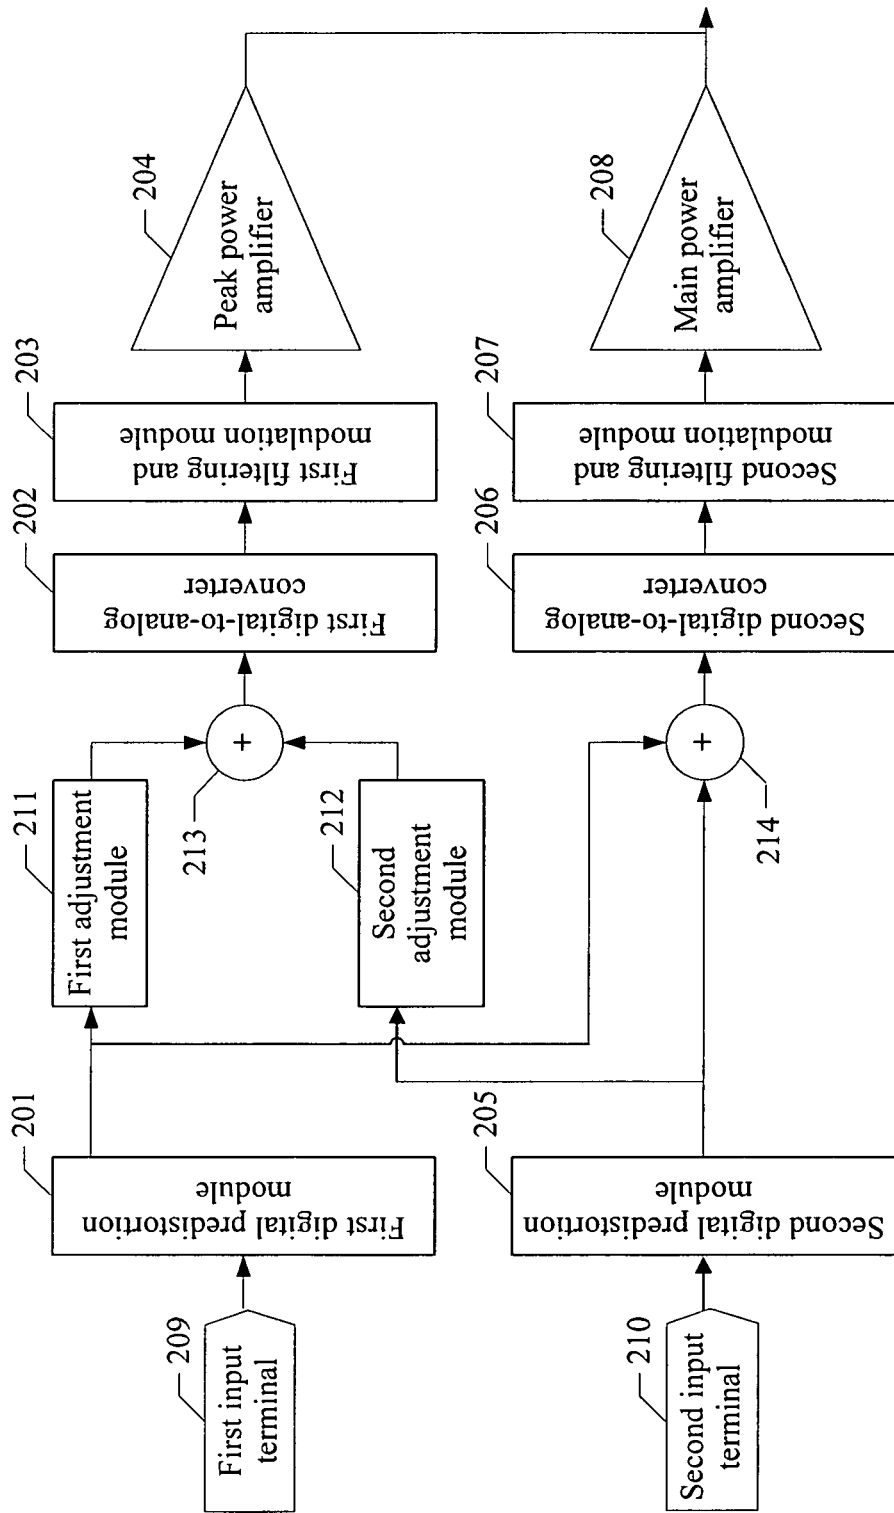 209
First input
terminal
201
First digital predistortion
module
211
First adjustment
module
213
+
212
Second
adjustment
module
202
First digital-to-analog
converter
203
First filtering and
modulation module
204
Peak power
amplifier
210
Second input
terminal
205
Second digital predistortion
module
214
+
206
Second digital-to-analog
converter
207
Second filtering and
modulation module
208
Main power
amplifier